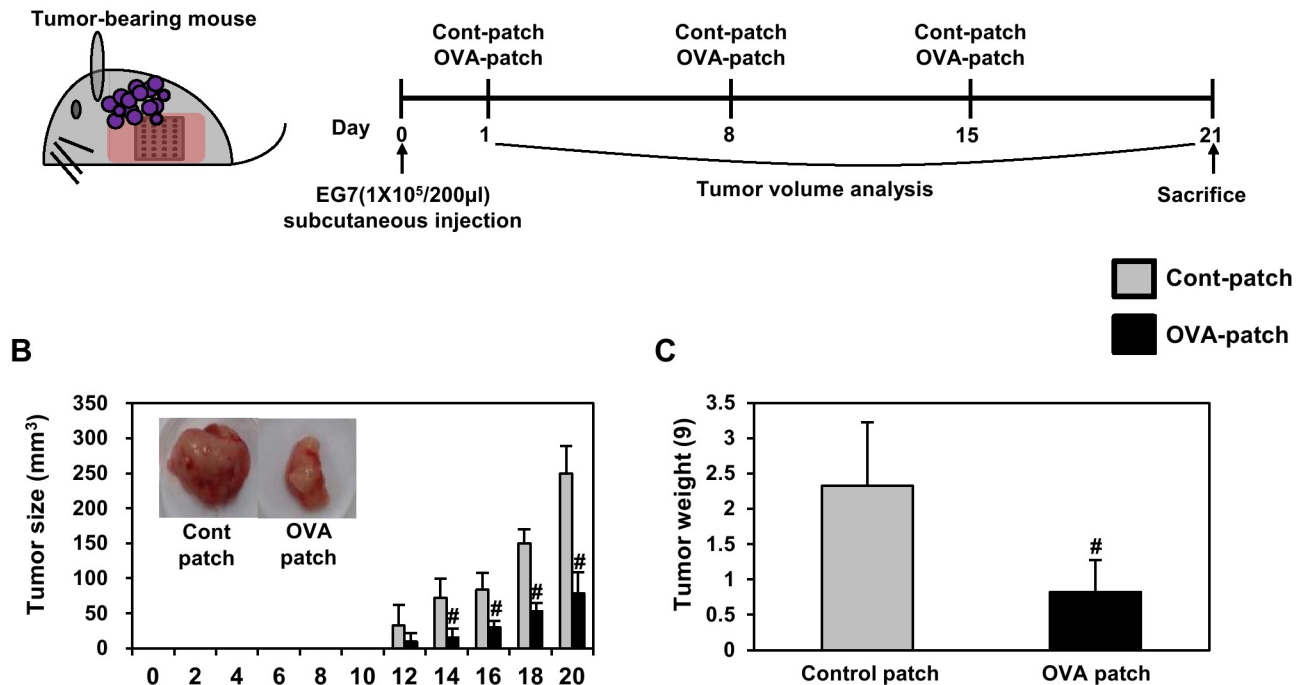 Tumor-bearing mouse
Cont-patch Cont-patch Cont-patch
OVA-patch OVA-patch OVA-patch
Day 0 1 8 15 21
EG7(1X10⁵/200μl)
subcutaneous injection
Tumor volume analysis
Sacrifice
Cont-patch
OVA-patch
B
Tumor size (mm³)
350
300
250
200
150
100
50
0
Cont
patch
OVA
patch
# # # #
0 2 4 6 8 10 12 14 16 18 20
C
Tumor weight (9)
3.5
3
2.5
2
1.5
1
0.5
0
#
Control patch OVA patch